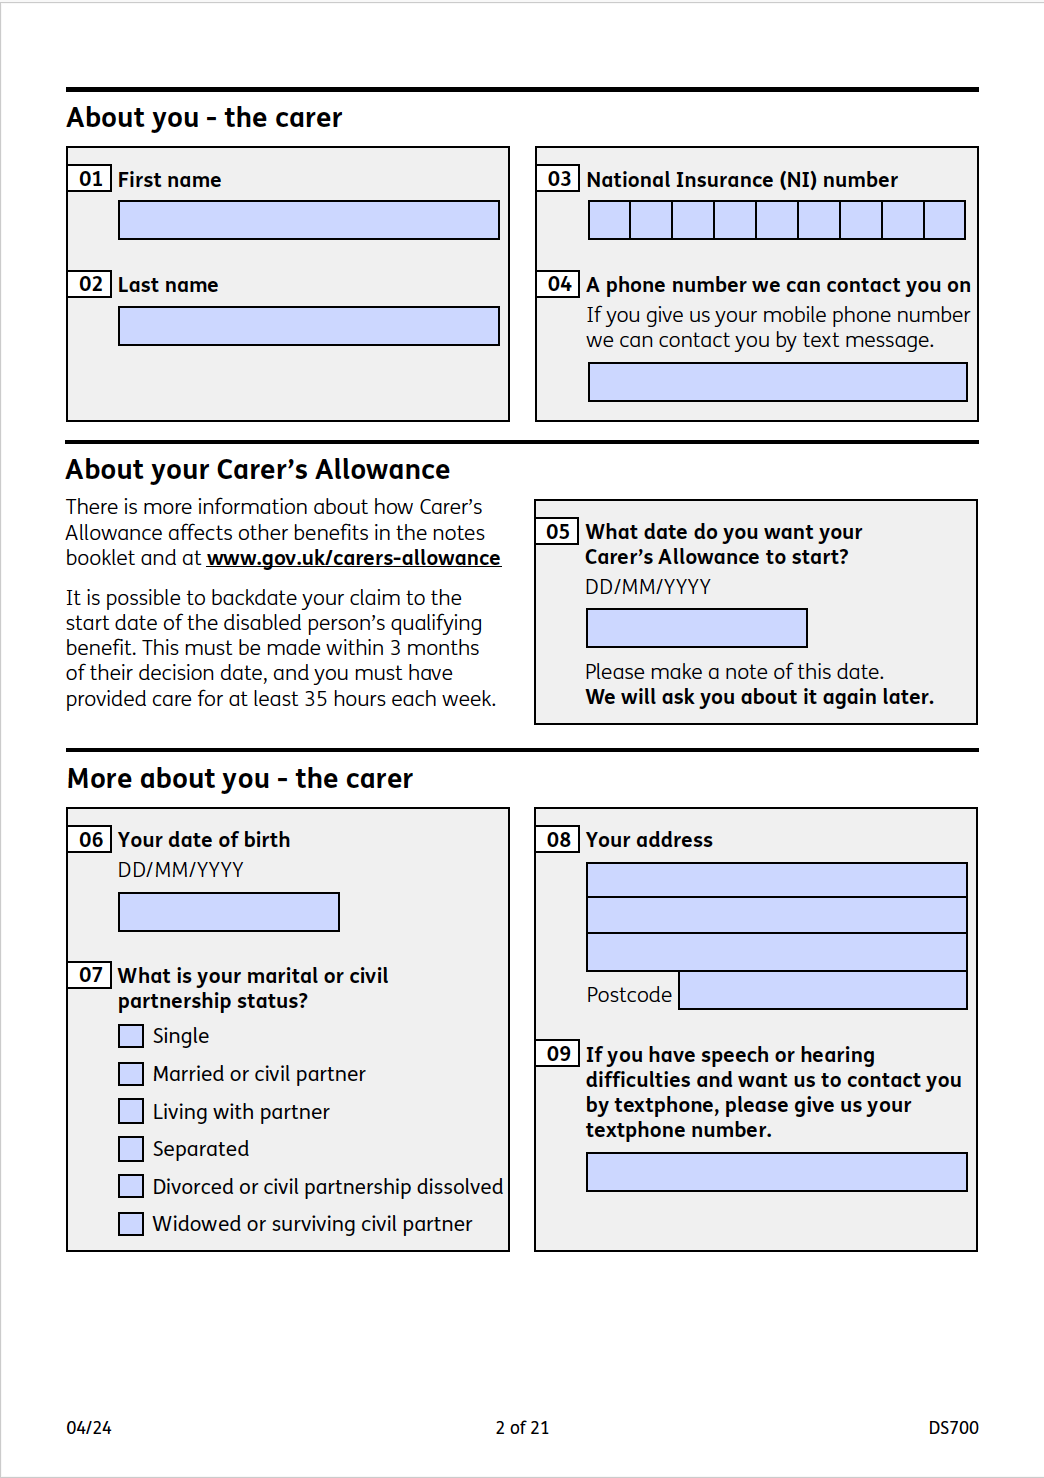 About you - the carer
01 First name
02 Last name
03 National Insurance (NI) number
04 A phone number we can contact you on
If you give us your mobile phone number
we can contact you by text message.
About your Carer’s Allowance
There is more information about how Carer’s
Allowance affects other benefits in the notes
booklet and at www.gov.uk/carers-allowance
It is possible to backdate your claim to the
start date of the disabled person’s qualifying
benefit. This must be made within 3 months
of their decision date, and you must have
provided care for at least 35 hours each week.
05 What date do you want your
Carer’s Allowance to start?
DD/MM/YYYY
Please make a note of this date.
We will ask you about it again later.
More about you - the carer
06 Your date of birth
DD/MM/YYYY
07 What is your marital or civil
partnership status?
Single
Married or civil partner
Living with partner
Separated
Divorced or civil partnership dissolved
Widowed or surviving civil partner
08 Your address
Postcode
09 If you have speech or hearing
difficulties and want us to contact you
by textphone, please give us your
textphone number.
04/24
2 of 21
DS700